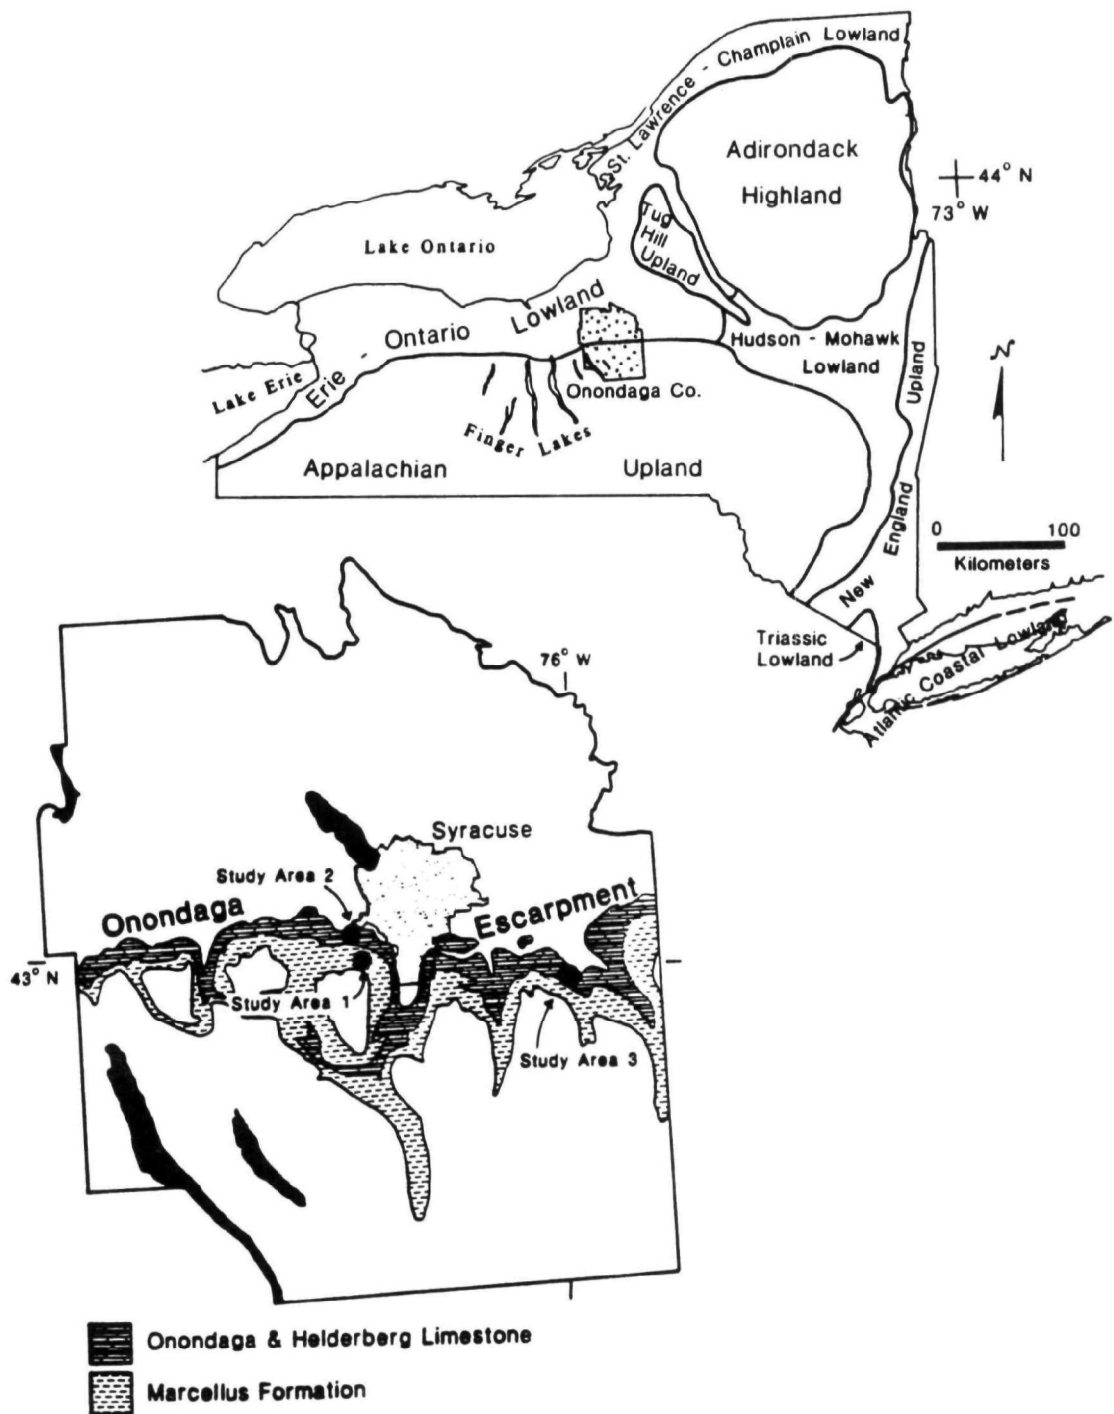 St. Lawrence - Champlain Lowland
Adirondack
Highland
44° N
73° W
Tug
Hill
Upland
Lake Ontario
Erie Ontario Lowland
Hudson - Mohawk
Lowland
Lake Erie
Onondaga Co.
Finger Lakes
N
Appalachian Upland
New England Upland
0 100
Kilometers
Triassic
Lowland
Atlantic Coastal Lowland
76° W
Syracuse
Study Area 2
Onondaga Escarpment
43° N
Study Area 1
Study Area 3
Onondaga & Helderberg Limestone
Marcellus Formation